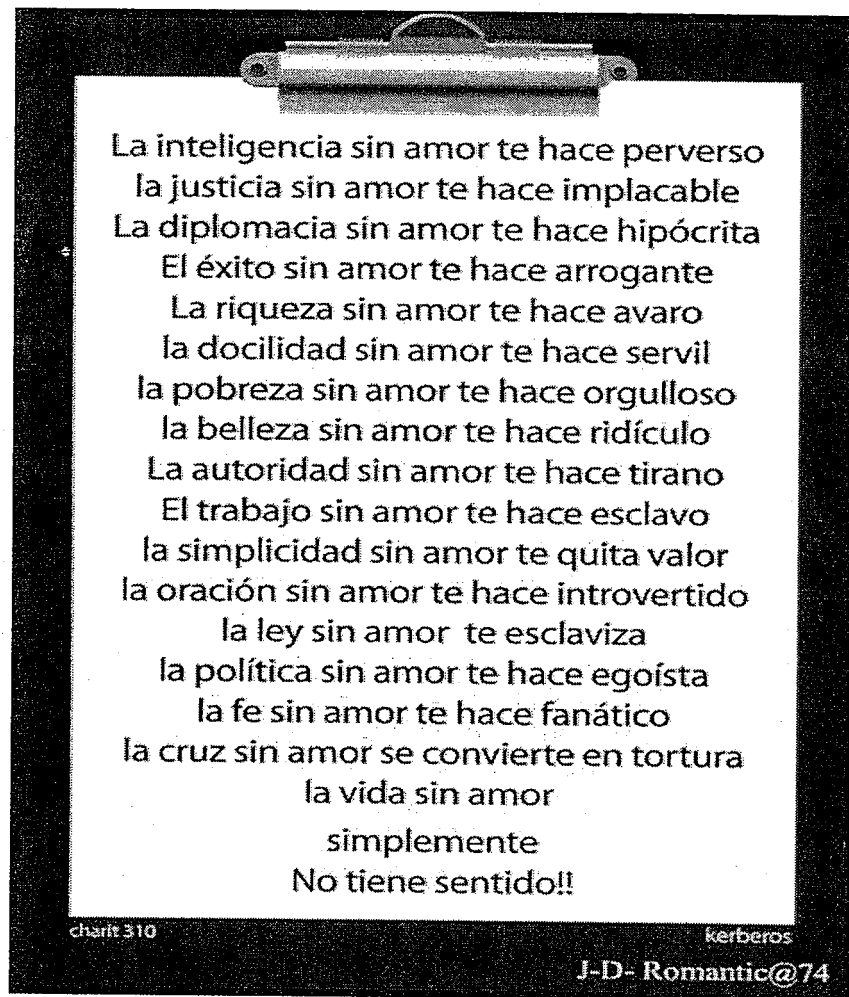 La inteligencia sin amor te hace perverso
la justicia sin amor te hace implacable
La diplomacia sin amor te hace hipócrita
El éxito sin amor te hace arrogante
La riqueza sin amor te hace avaro
la docilidad sin amor te hace servil
la pobreza sin amor te hace orgulloso
la belleza sin amor te hace ridículo
La autoridad sin amor te hace tirano
El trabajo sin amor te hace esclavo
la simplicidad sin amor te quita valor
la oración sin amor te hace introvertido
la ley sin amor te esclaviza
la política sin amor te hace egoísta
la fe sin amor te hace fanático
la cruz sin amor se convierte en tortura
la vida sin amor
simplemente
No tiene sentido!!
charit 310
kerberos
J-D- Romantic@74